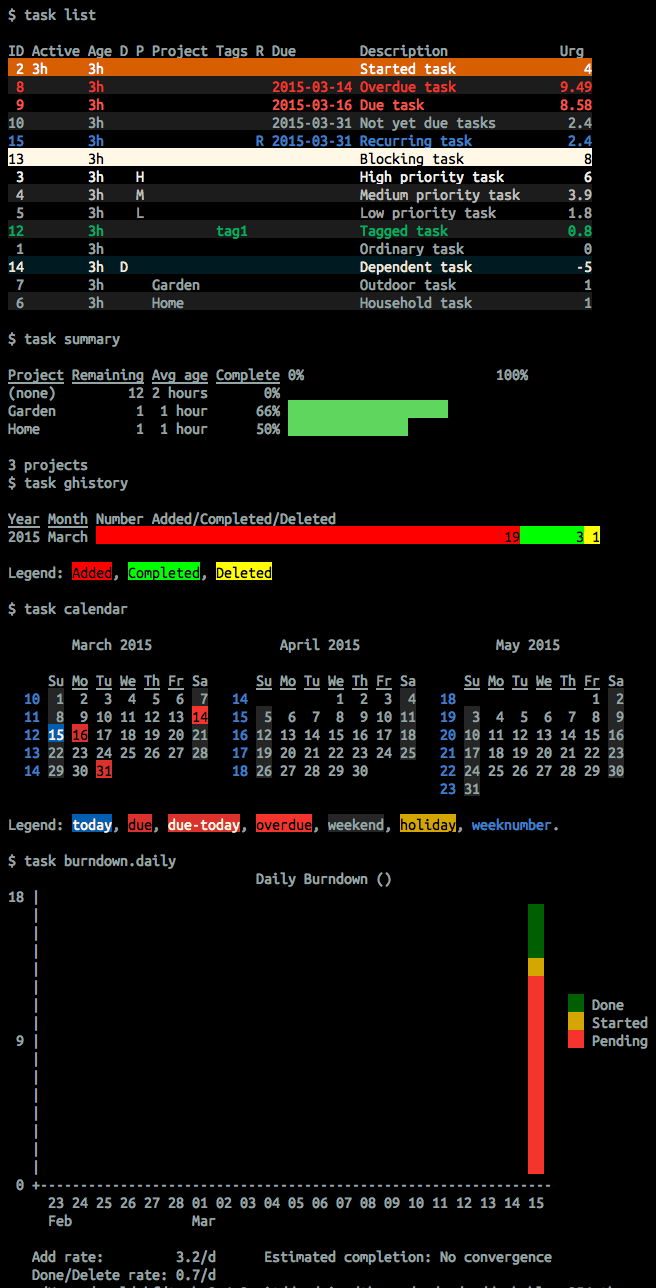 $ task list
ID Active Age D P Project Tags R Due Description Urg
2 3h 3h Started task 4
8 3h 2015-03-14 Overdue task 9.49
9 3h 2015-03-16 Due task 8.58
10 3h 2015-03-31 Not yet due tasks 2.4
15 3h R 2015-03-31 Recurring task 2.4
13 3h Blocking task 8
3 3h H High priority task 6
4 3h M Medium priority task 3.9
5 3h L Low priority task 1.8
12 3h tag1 Tagged task 0.8
1 3h Ordinary task 0
14 3h D Dependent task -5
7 3h Garden Outdoor task 1
6 3h Home Household task 1
$ task summary
Project Remaining Avg age Complete 0% 100%
(none) 12 2 hours 0%
Garden 1 1 hour 66%
Home 1 1 hour 50%
3 projects
$ task ghistory
Year Month Number Added/Completed/Deleted
2015 March 19 3 1
Legend: Added, Completed, Deleted
$ task calendar
March 2015 April 2015 May 2015
Su Mo Tu We Th Fr Sa Su Mo Tu We Th Fr Sa Su Mo Tu We Th Fr Sa
10 1 2 3 4 5 6 7 14 1 2 3 4 18 1 2
11 8 9 10 11 12 13 14 15 5 6 7 8 9 10 11 19 3 4 5 6 7 8 9
12 15 16 17 18 19 20 21 16 12 13 14 15 16 17 18 20 10 11 12 13 14 15 16
13 22 23 24 25 26 27 28 17 19 20 21 22 23 24 25 21 17 18 19 20 21 22 23
14 29 30 31 18 26 27 28 29 30 22 24 25 26 27 28 29 30
23 31
Legend: today, due, due-today, overdue, weekend, holiday, weeknumber.
$ task burndown.daily
Daily Burndown ()
18
Done
Started
9 Pending
0
23 24 25 26 27 28 01 02 03 04 05 06 07 08 09 10 11 12 13 14 15
Feb Mar
Add rate: 3.2/d Estimated completion: No convergence
Done/Delete rate: 0.7/d